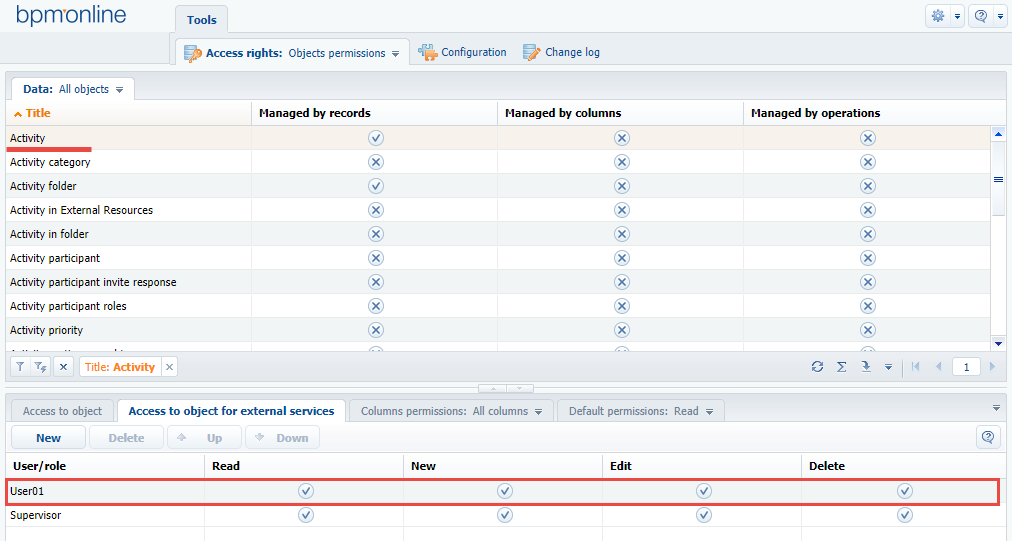 bpm'online
Tools
Access rights: Objects permissions
Configuration
Change log
Data: All objects
Title Managed by records Managed by columns Managed by operations
Activity
Activity category
Activity folder
Activity in External Resources
Activity in folder
Activity participant
Activity participant invite response
Activity participant roles
Activity priority
Title: Activity
1
Access to object
Access to object for external services
Columns permissions: All columns
Default permissions: Read
New Delete Up Down
User/role Read New Edit Delete
User01
Supervisor